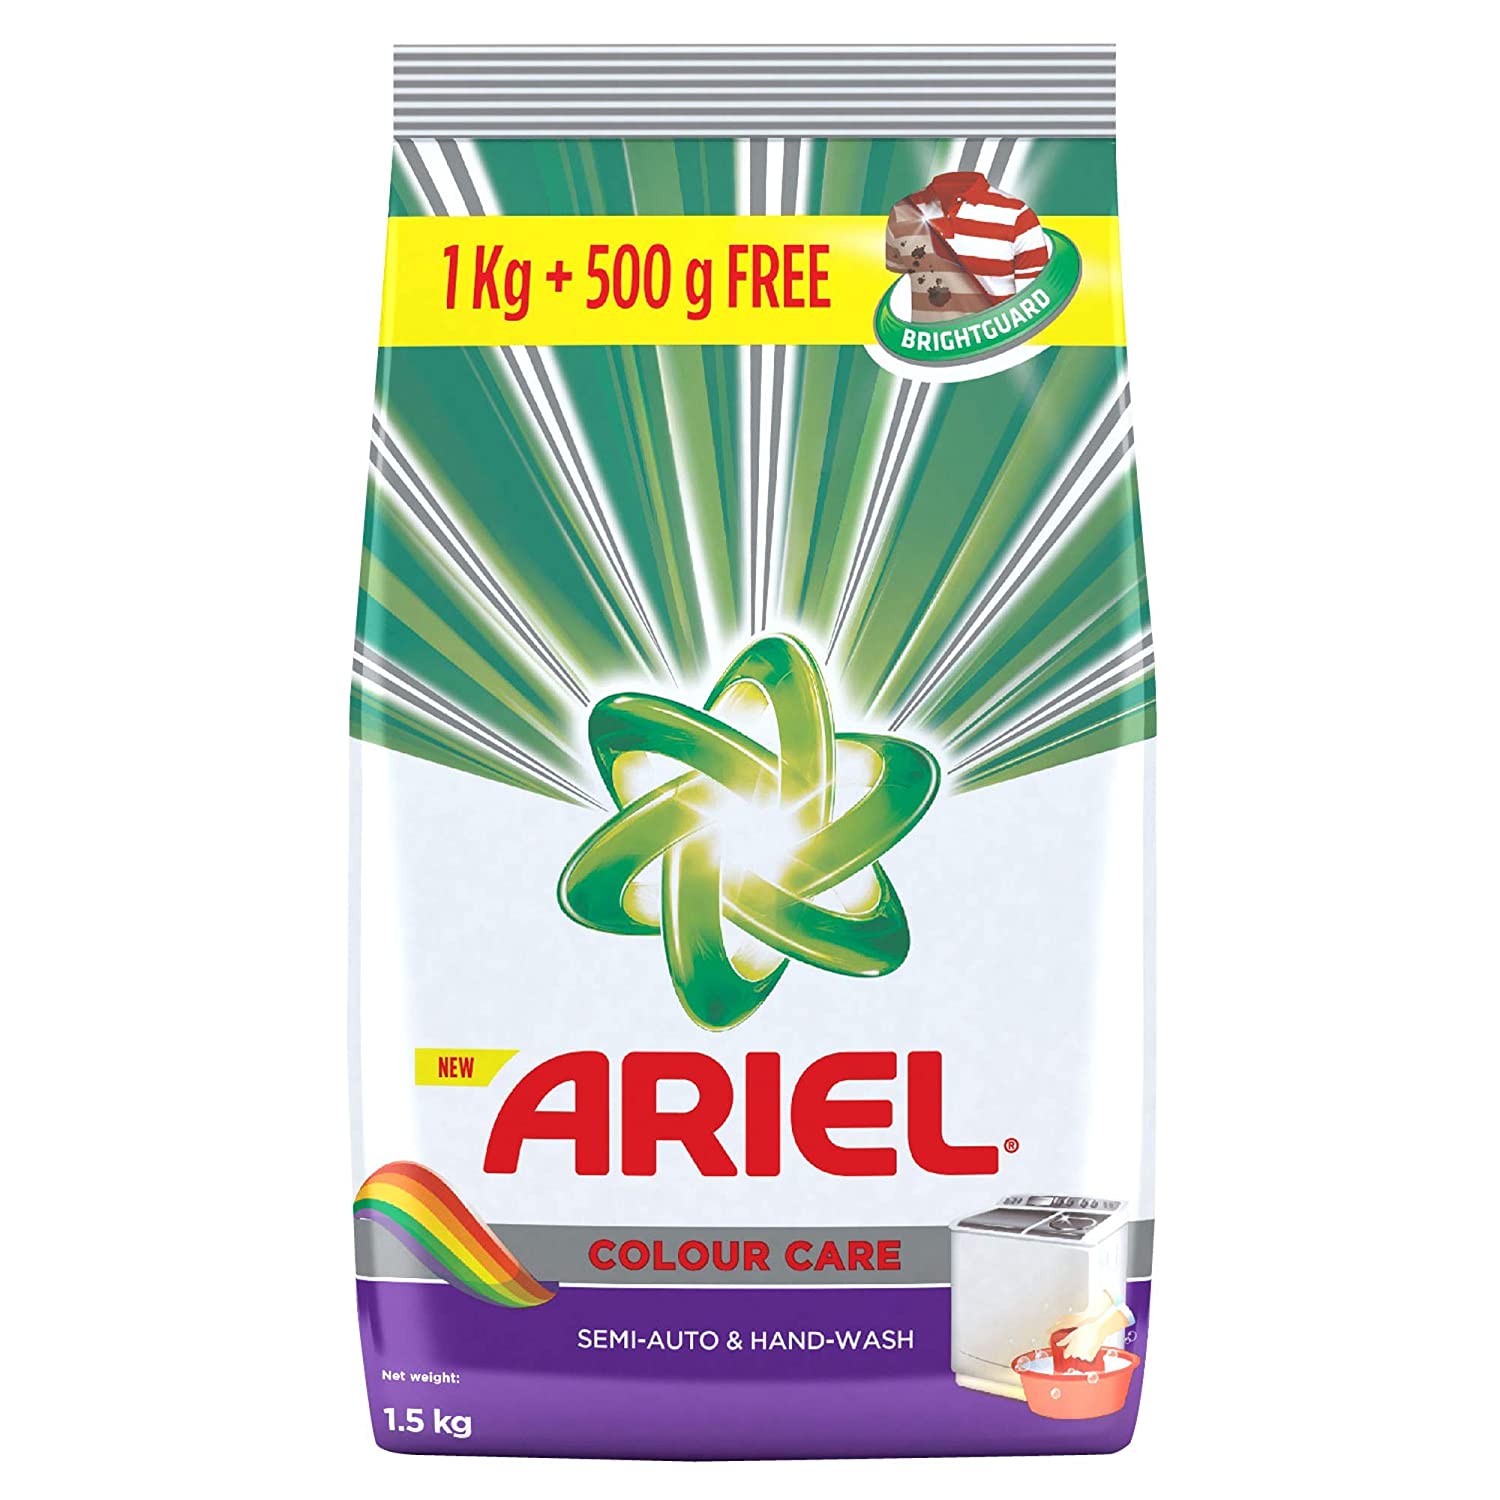 1 Kg + 500 g FREE
BRIGHTGUARD
NEW
ARIEL®
COLOUR CARE
SEMI-AUTO & HAND-WASH
Net weight:
1.5 kg